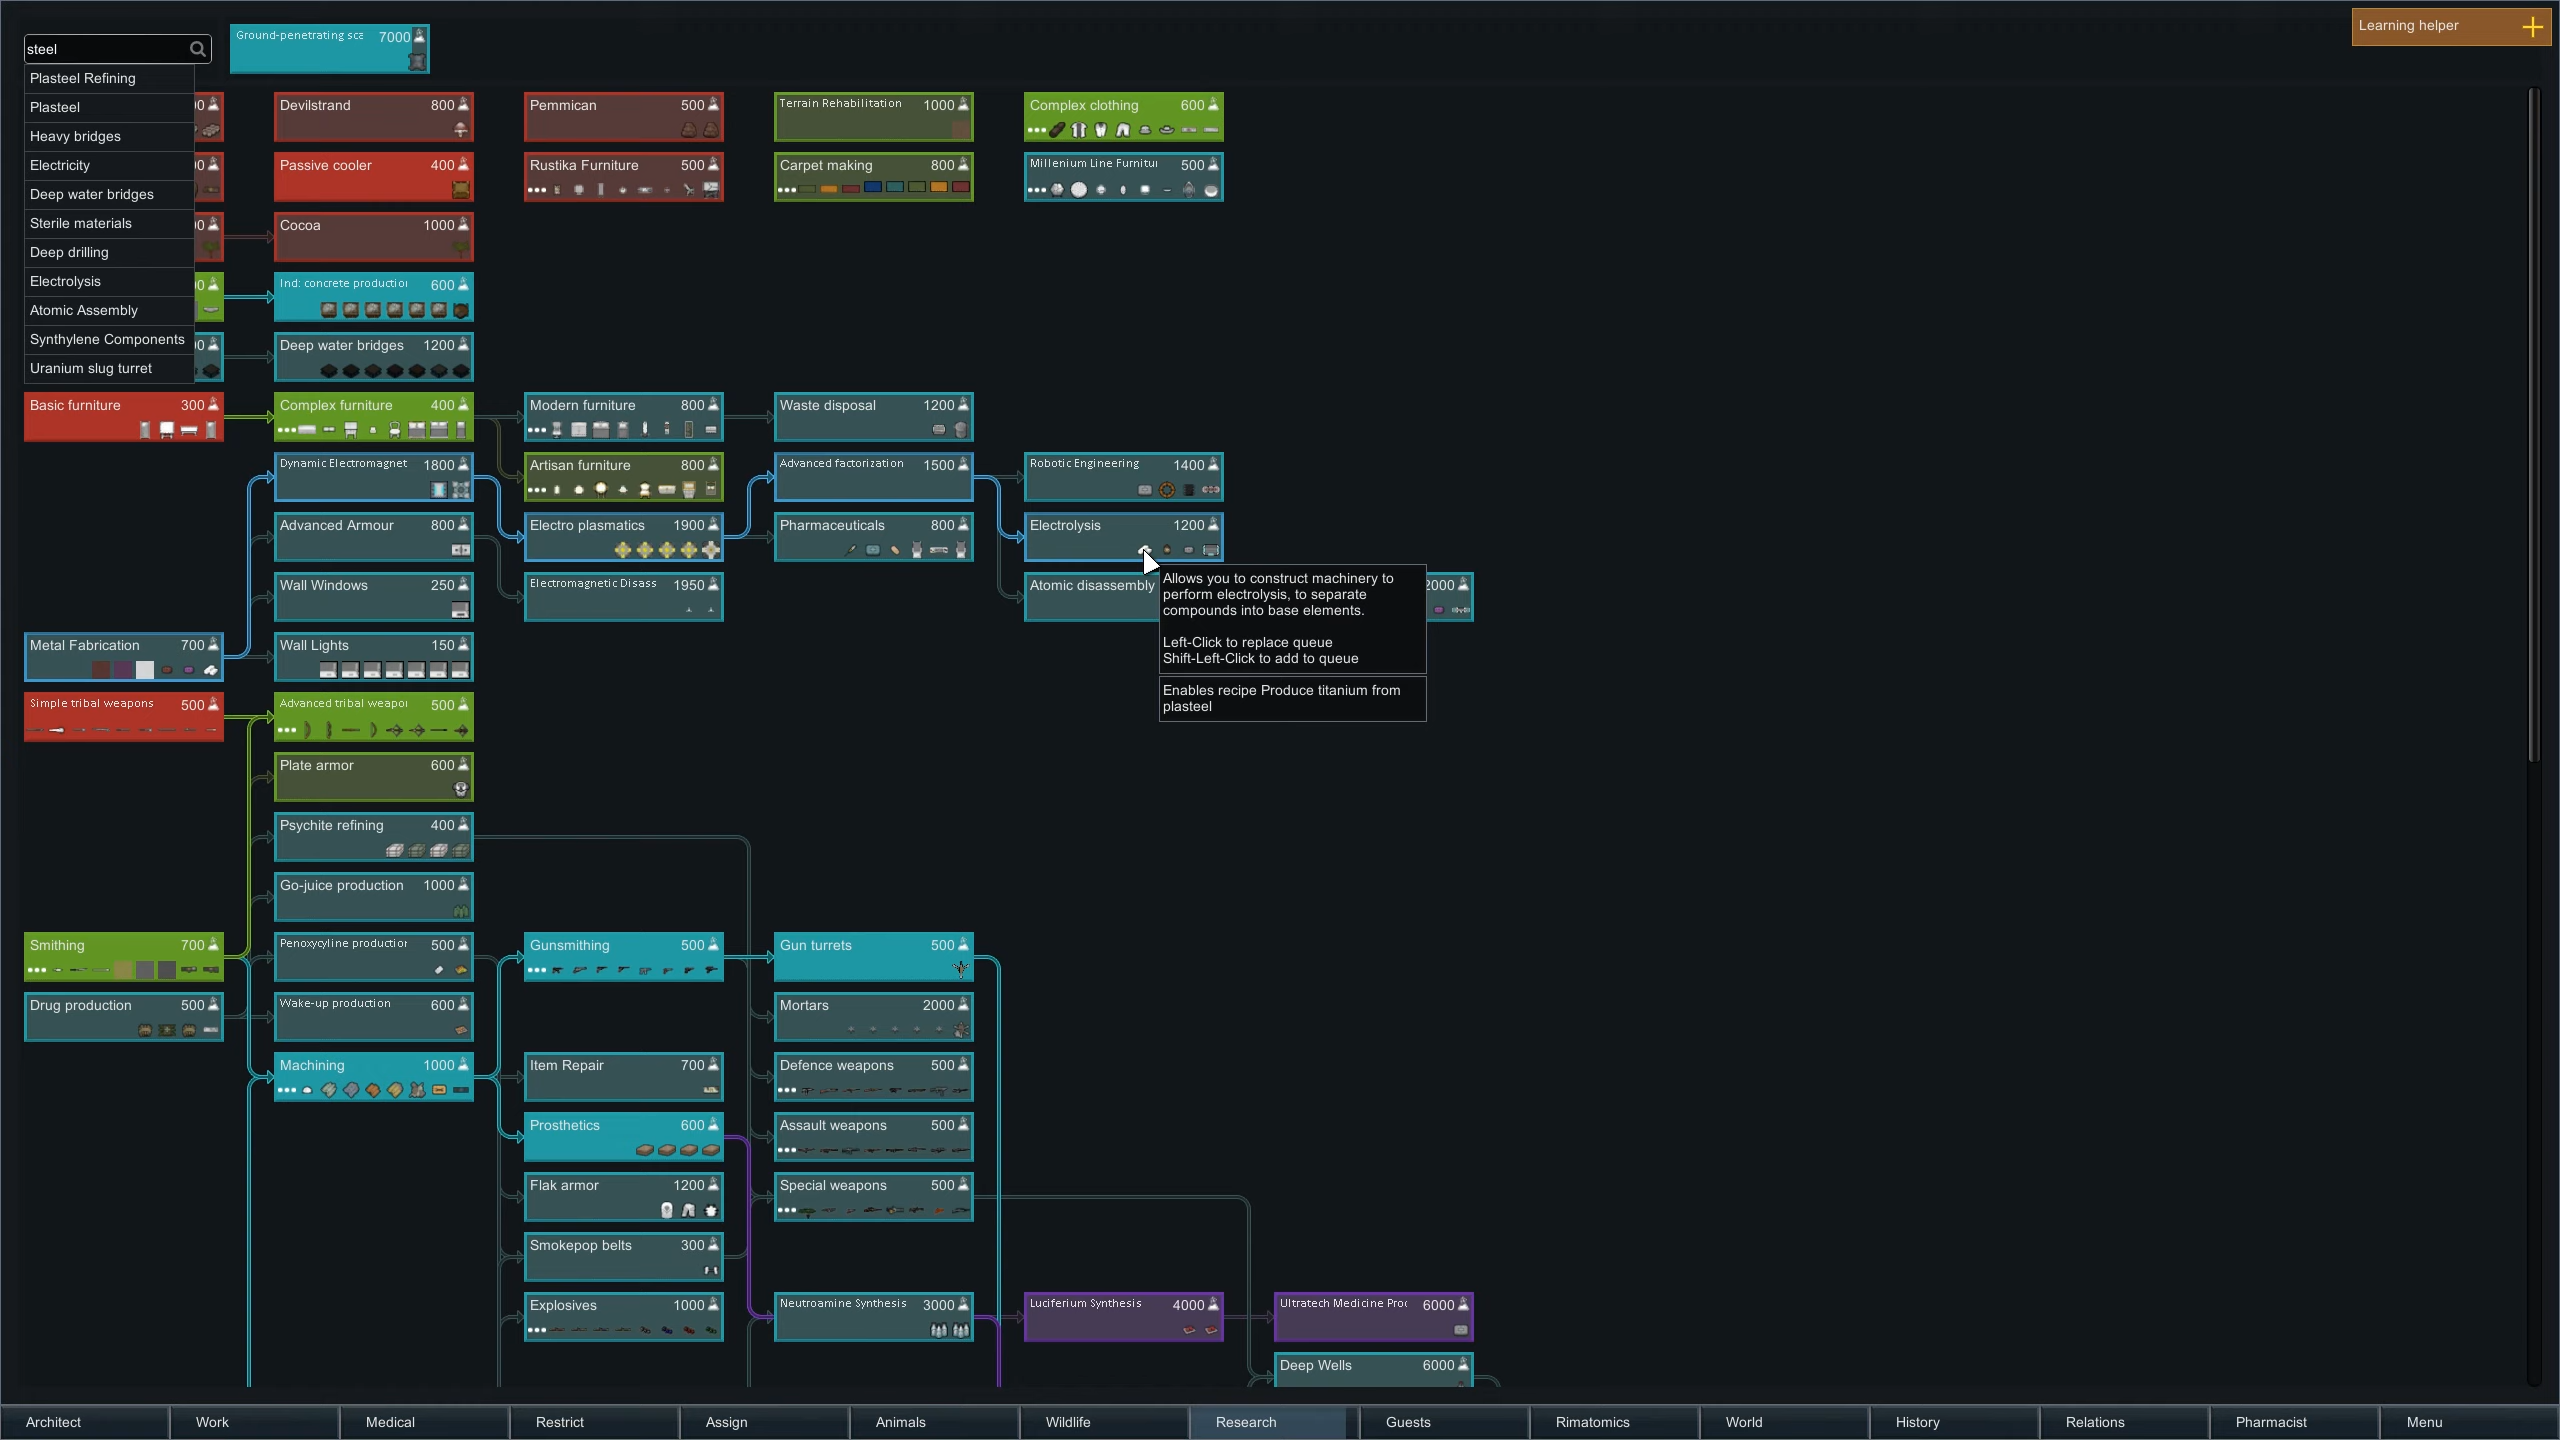 Learning helper
steel
Ground-penetrating sca 7000
Plasteel Refining
Plasteel
Heavy bridges
Electricity
Deep water bridges
Sterile materials
Deep drilling
Electrolysis
Atomic Assembly
Synthylene Components
Uranium slug turret
Devilstrand 800
Pemmican 500
Terrain Rehabilitation 1000
Complex clothing 600
Passive cooler 400
Rustika Furniture 500
Carpet making 800
Millenium Line Furnitu 500
Cocoa 1000
Ind: concrete productio 600
Deep water bridges 1200
Basic furniture 300
Complex furniture 400
Modern furniture 800
Waste disposal 1200
Dynamic Electromagnet 1800
Artisan furniture 800
Advanced factorization 1500
Robotic Engineering 1400
Advanced Armour 800
Electro plasmatics 1900
Pharmaceuticals 800
Electrolysis 1200
Wall Windows 250
Electromagnetic Disass 1950
Atomic disassembly
2000
Allows you to construct machinery to
perform electrolysis, to separate
compounds into base elements.
Left-Click to replace queue
Shift-Left-Click to add to queue
Enables recipe Produce titanium from
plasteel
Metal Fabrication 700
Wall Lights 150
Simple tribal weapons 500
Advanced tribal weapo 500
Plate armor 600
Psychite refining 400
Go-juice production 1000
Smithing 700
Penoxycyline productio 500
Gunsmithing 500
Gun turrets 500
Drug production 500
Wake-up production 600
Mortars 2000
Machining 1000
Item Repair 700
Defence weapons 500
Prosthetics 600
Assault weapons 500
Flak armor 1200
Special weapons 500
Smokepop belts 300
Explosives 1000
Neutroamine Synthesis 3000
Luciferium Synthesis 4000
Ultratech Medicine Pro 6000
Deep Wells 6000
Architect
Work
Medical
Restrict
Assign
Animals
Wildlife
Research
Guests
Rimatomics
World
History
Relations
Pharmacist
Menu